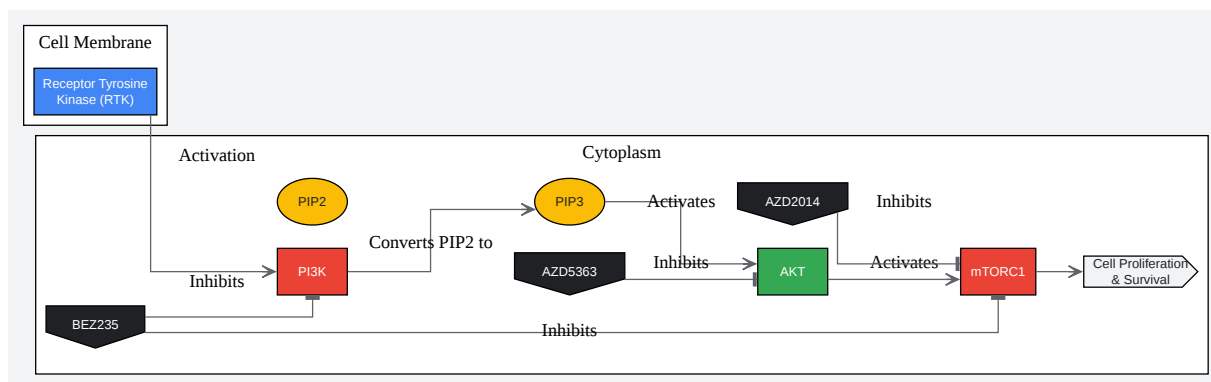 Cell Membrane
Receptor Tyrosine
Kinase (RTK)
Activation
Cytoplasm
PIP2
PIP3
Activates
AZD2014
Inhibits
Converts PIP2 to
PI3K
Inhibits
AZD5363
Inhibits
AKT
Activates
mTORC1
Cell Proliferation
& Survival
BEZ235
Inhibits